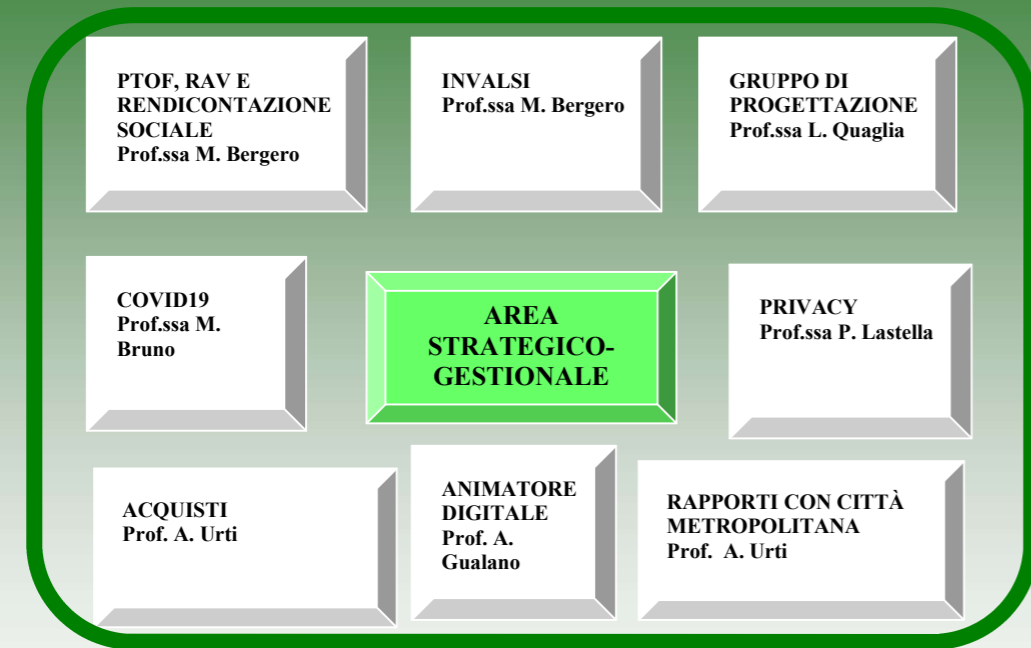 PTOF, RAV E
RENDICONTAZIONE
SOCIALE
Prof.ssa M. Bergero
INVALSI
Prof.ssa M. Bergero
GRUPPO DI
PROGETTAZIONE
Prof.ssa L. Quaglia
COVID19
Prof.ssa M.
Bruno
AREA
STRATEGICO-
GESTIONALE
PRIVACY
Prof.ssa P. Lastella
ACQUISTI
Prof. A. Urti
ANIMATORE
DIGITALE
Prof. A.
Gualano
RAPPORTI CON CITTÀ
METROPOLITANA
Prof.  A. Urti